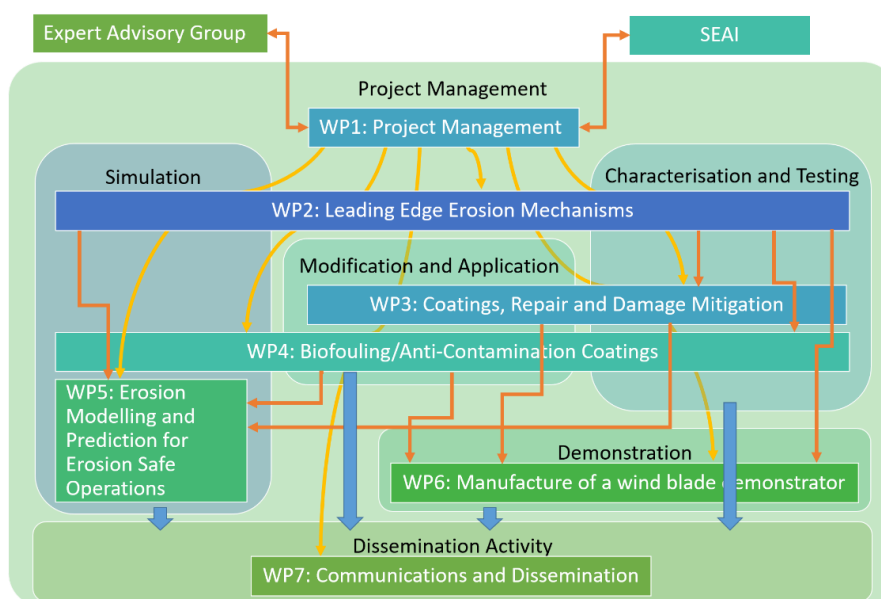 Expert Advisory Group
SEAI
Project Management
WP1: Project Management
Simulation
Characterisation and Testing
WP2: Leading Edge Erosion Mechanisms
Modification and Application
WP3: Coatings, Repair and Damage Mitigation
WP4: Biofouling/Anti-Contamination Coatings
WP5: Erosion
Modelling and
Prediction for
Erosion Safe
Operations
Demonstration
WP6: Manufacture of a wind blade demonstrator
Dissemination Activity
WP7: Communications and Dissemination